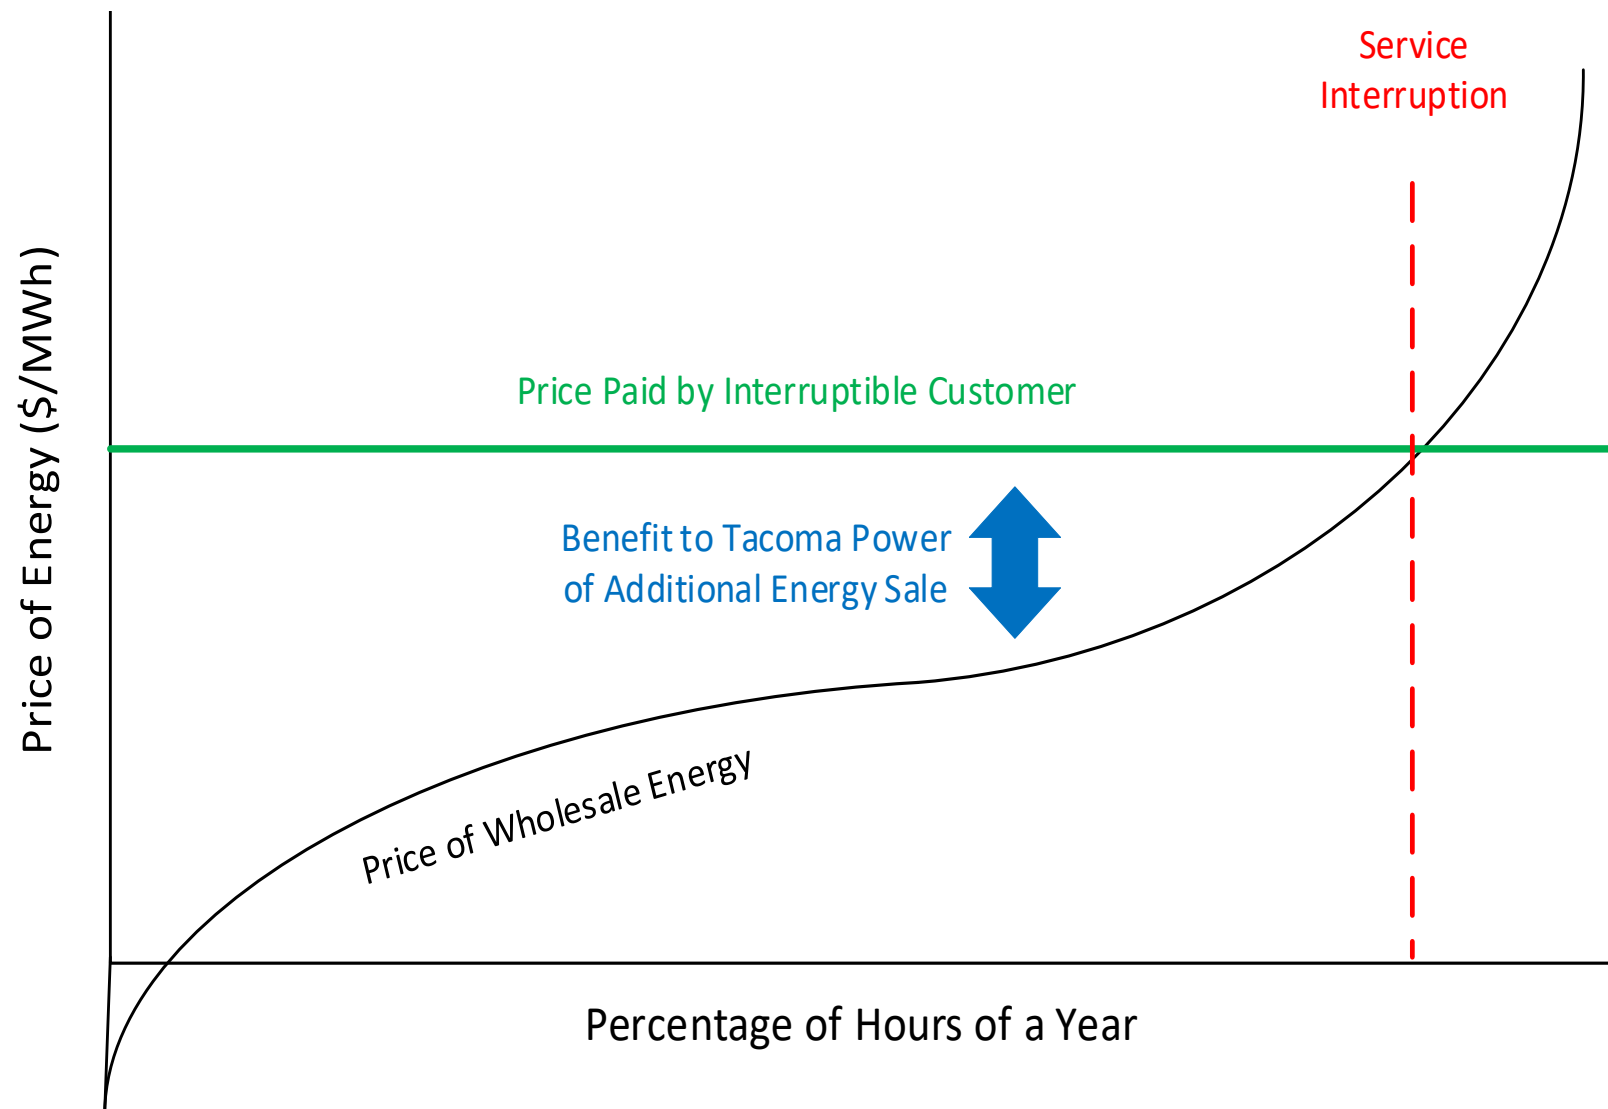 Service
Interruption
Price Paid by Interruptible Customer
Benefit to Tacoma Power
of Additional Energy Sale
Price of Wholesale Energy
Price of Energy ($/MWh)
Percentage of Hours of a Year